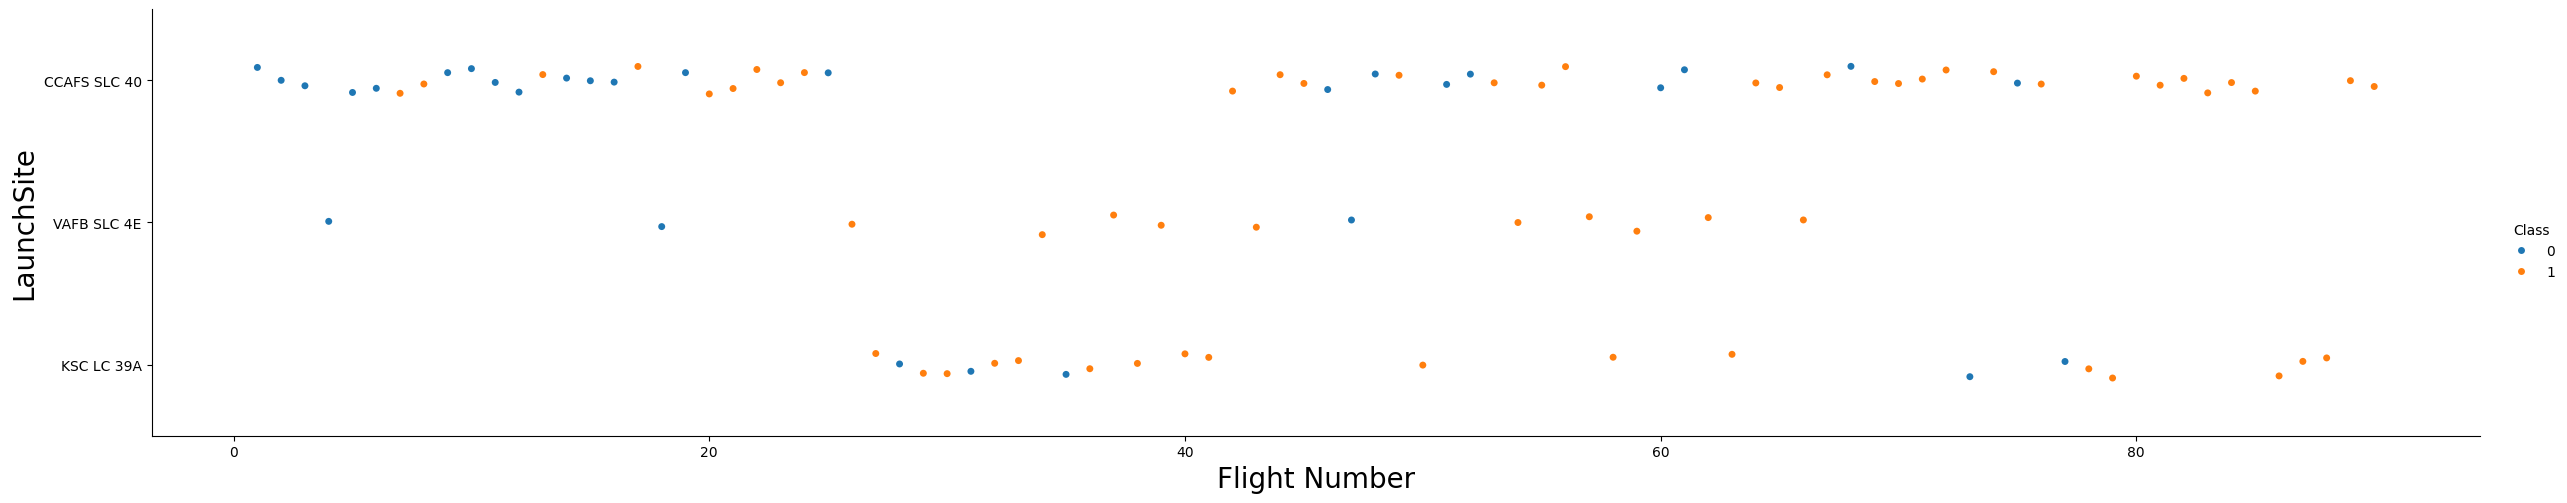 LaunchSite
CCAFS SLC 40
VAFB SLC 4E
KSC LC 39A
0 20 40 60 80
Flight Number
Class
0
1